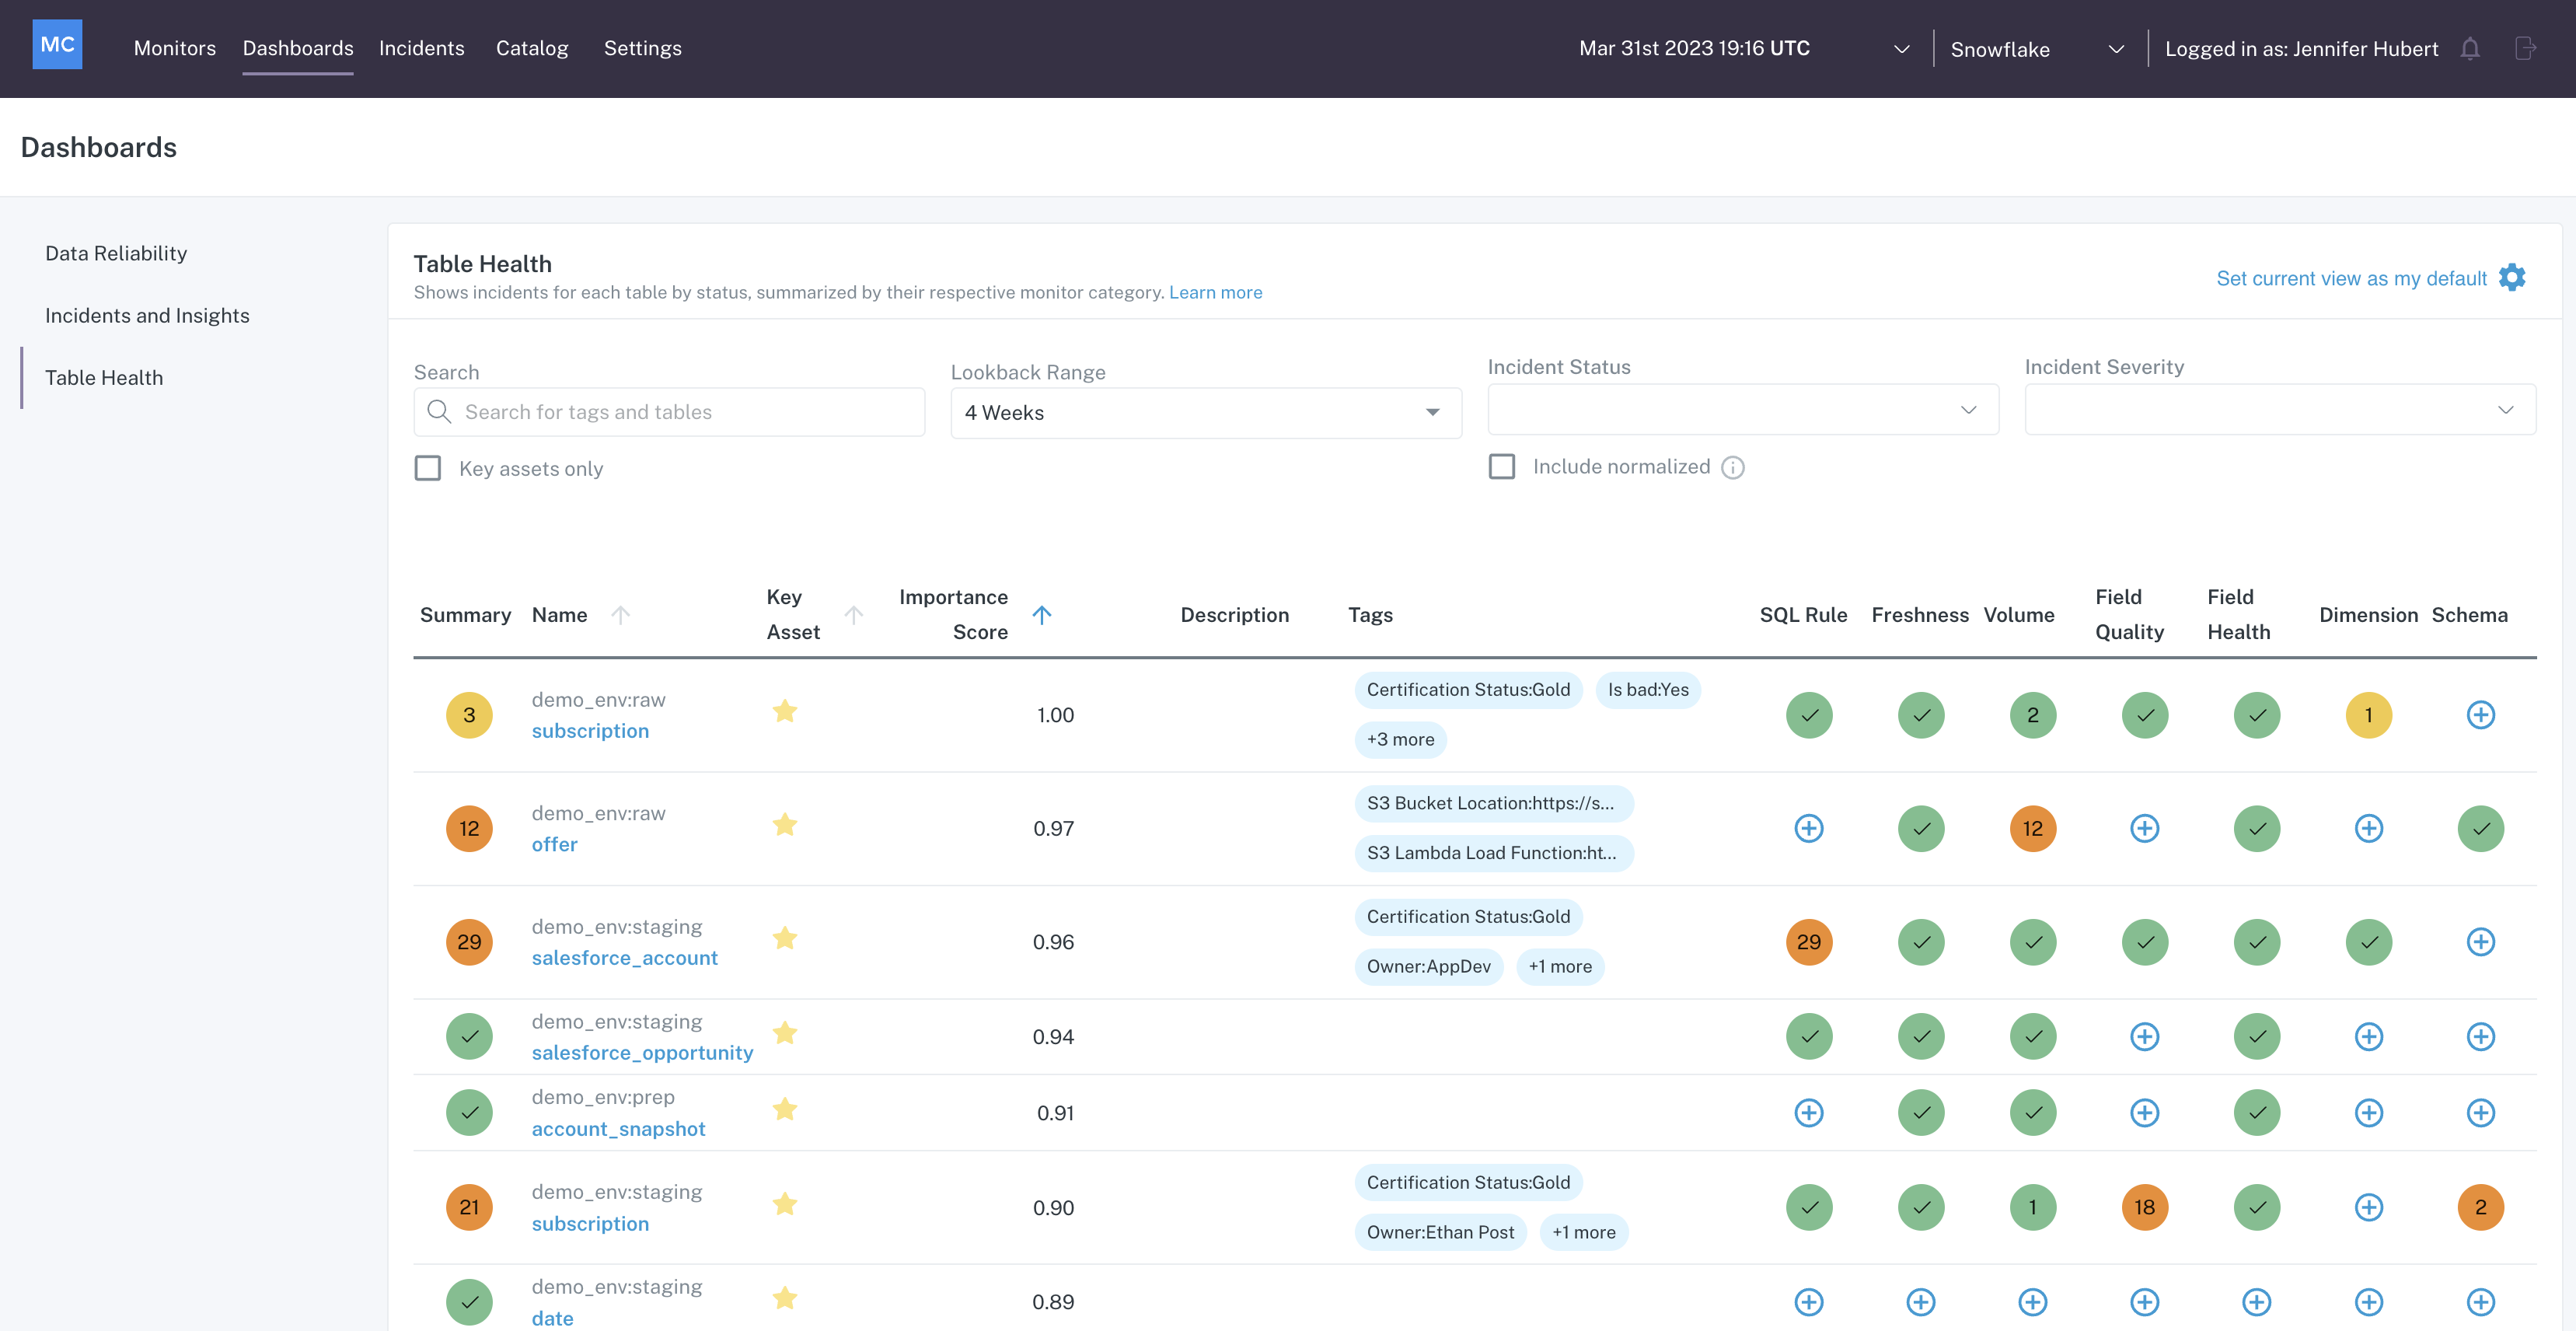 MC
Monitors Dashboards Incidents Catalog Settings
Mar 31st 2023 19:16 UTC Snowflake Logged in as: Jennifer Hubert
Dashboards
Data Reliability
Incidents and Insights
Table Health
Table Health
Shows incidents for each table by status, summarized by their respective monitor category. Learn more
Set current view as my default
Search
Search for tags and tables
Key assets only
Lookback Range
4 Weeks
Incident Status
Include normalized
Incident Severity
Summary Name Key Asset Importance Score Description Tags SQL Rule Freshness Volume Field Quality Field Health Dimension Schema
3 demo_env:raw
subscription
1.00
Certification Status:Gold Is bad:Yes
+3 more
2 1
12 demo_env:raw
offer
0.97
S3 Bucket Location:https://s...
S3 Lambda Load Function:ht...
12
29 demo_env:staging
salesforce_account
0.96
Certification Status:Gold
Owner:AppDev +1 more
29
demo_env:staging
salesforce_opportunity
0.94
demo_env:prep
account_snapshot
0.91
21 demo_env:staging
subscription
0.90
Certification Status:Gold
Owner:Ethan Post +1 more
1 18 2
demo_env:staging
date
0.89